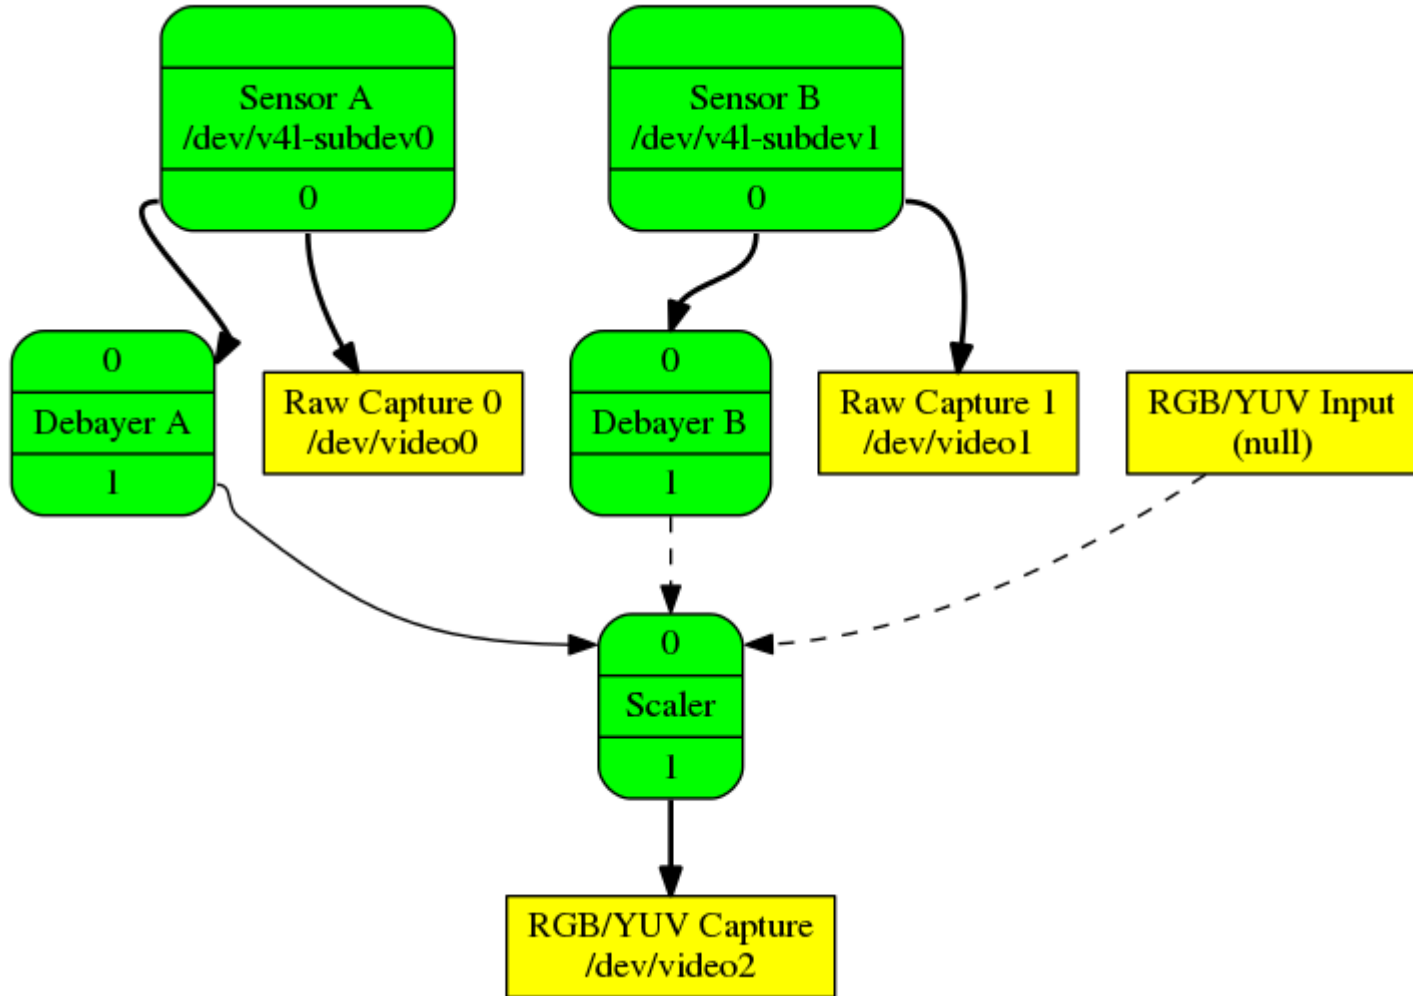 Sensor A
/dev/v4l-subdev0
0
Sensor B
/dev/v4l-subdev1
0
0
Debayer A
1
Raw Capture 0
/dev/video0
0
Debayer B
1
Raw Capture 1
/dev/video1
RGB/YUV Input
(null)
0
Scaler
1
RGB/YUV Capture
/dev/video2